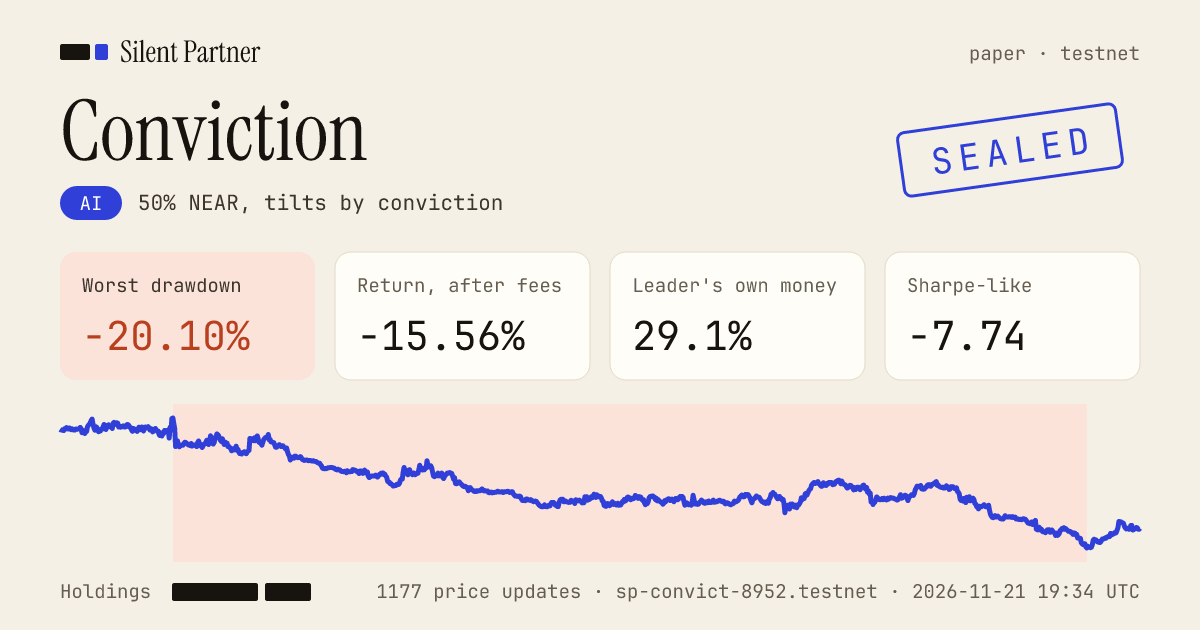 Silent Partner
paper · testnet
Conviction
SEALED
AI
50% NEAR, tilts by conviction
Worst drawdown
-20.10%
Return, after fees
-15.56%
Leader's own money
29.1%
Sharpe-like
-7.74
Holdings
1177 price updates · sp-convict-8952.testnet · 2026-11-21 19:34 UTC